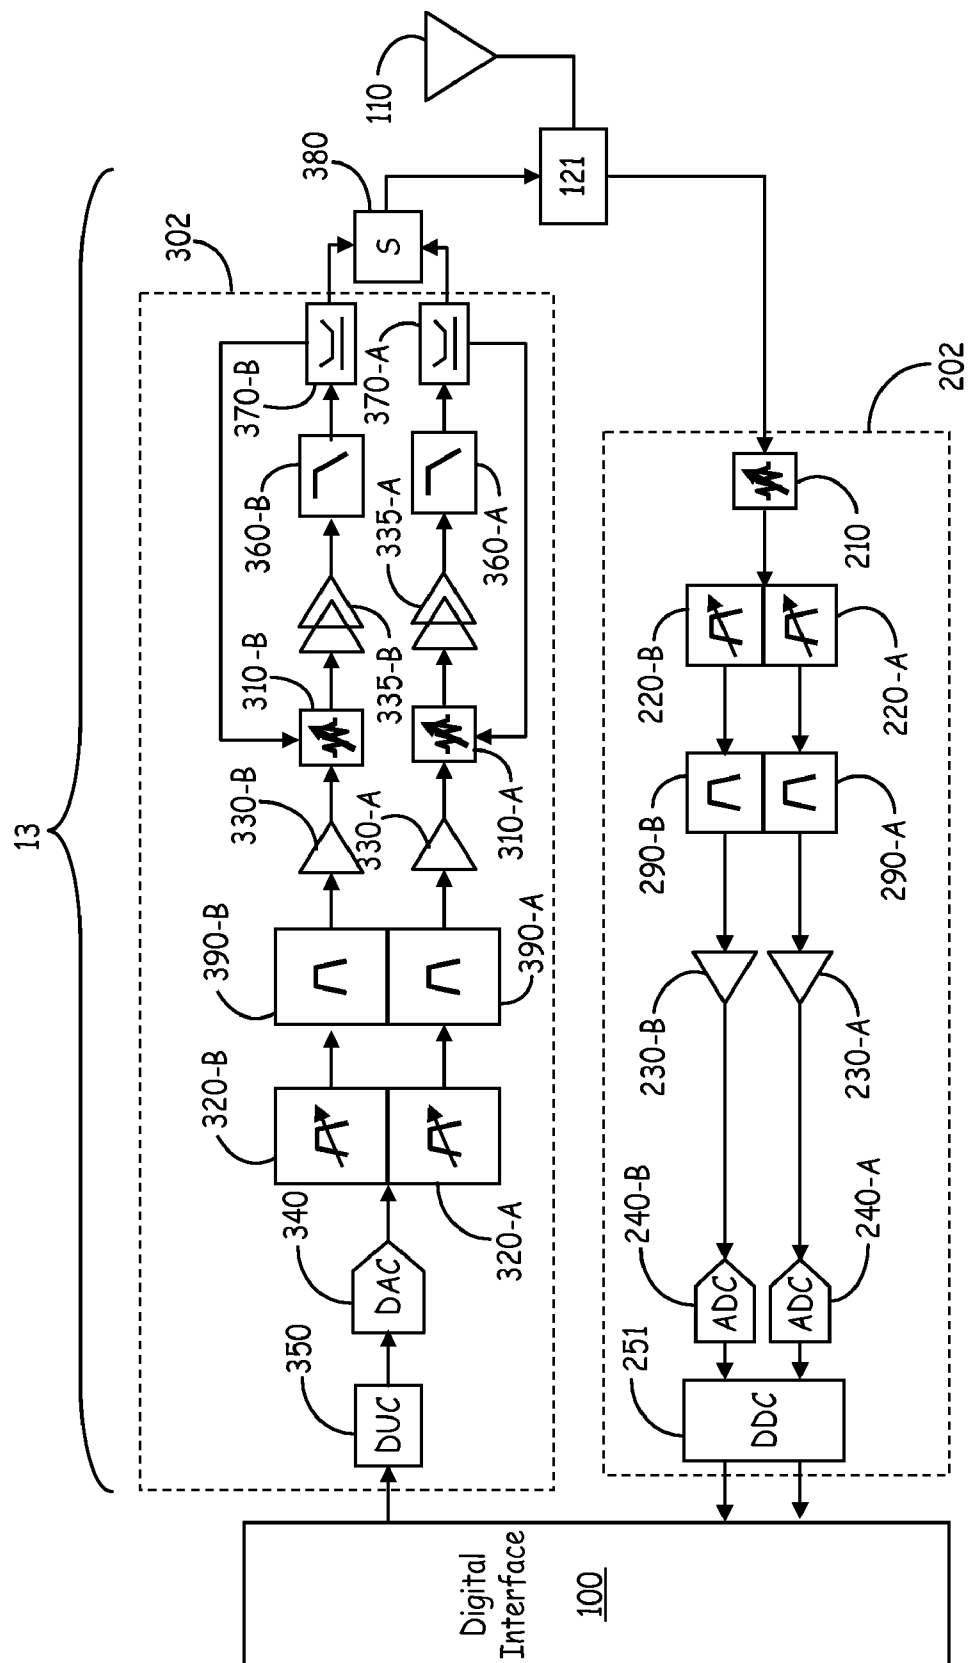 13
302
380
110
S
121
370-B
370-A
360-B
335-A
360-A
310-B
335-B
330-B
330-A
310-A
390-B
390-A
320-B
320-A
340
DAC
350
DUC
202
210
220-B
220-A
290-B
290-A
230-B
230-A
240-B
240-A
ADC
ADC
251
DDC
Digital
Interface
100